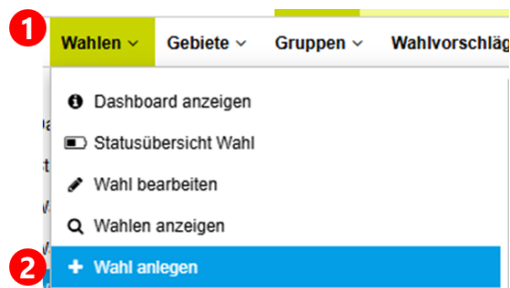 1
Wahlen Gebiete Gruppen Wahlvorschläg
Dashboard anzeigen
Statusübersicht Wahl
Wahl bearbeiten
Wahlen anzeigen
2 Wahl anlegen